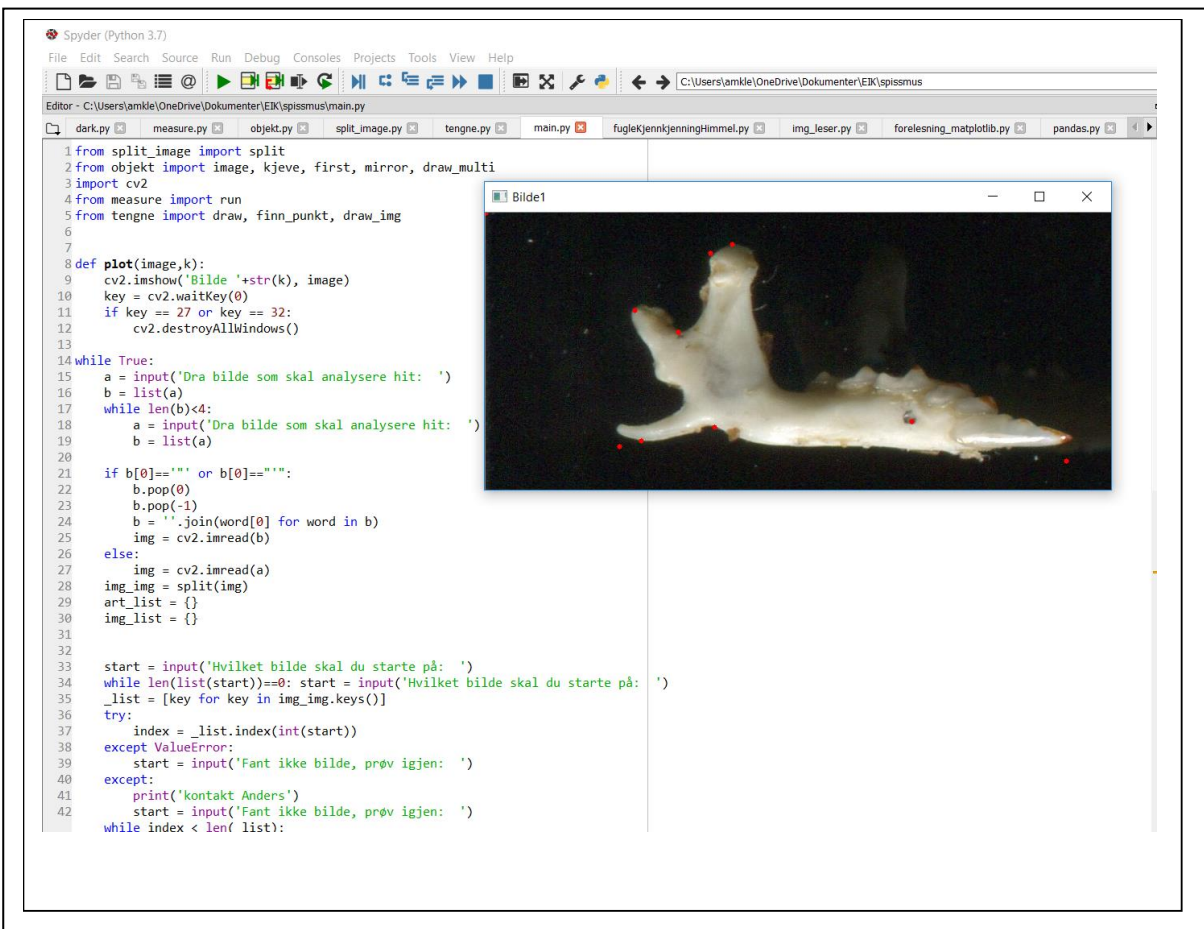 Spyder (Python 3.7)
File Edit Search Source Run Debug Consoles Projects Tools View Help
C:\Users\amkle\OneDrive\Dokumenter\EIK\spissmus
Editor - C:\Users\amkle\OneDrive\Dokumenter\EIK\spissmus\main.py
dark.py measure.py objekt.py split_image.py tengne.py main.py fugleKjennkjenningHimmel.py img_leser.py forelesning_matplotlib.py pandas.py
1 from split_image import split
2 from objekt import image, kjeve, first, mirror, draw_multi
3 import cv2
4 from measure import run
5 from tengne import draw, finn_punkt, draw_img
6
7
8 def plot(image,k):
9     cv2.imshow('Bilde '+str(k), image)
10     key = cv2.waitKey(0)
11     if key == 27 or key == 32:
12         cv2.destroyAllWindows()
13
14 while True:
15     a = input('Dra bilde som skal analysere hit:  ')
16     b = list(a)
17     while len(b)<4:
18         a = input('Dra bilde som skal analysere hit:  ')
19         b = list(a)
20
21     if b[0]=='"' or b[0]=="'":
22         b.pop(0)
23         b.pop(-1)
24         b = ''.join(word[0] for word in b)
25         img = cv2.imread(b)
26     else:
27         img = cv2.imread(a)
28     img_img = split(img)
29     art_list = {}
30     img_list = {}
31
32
33     start = input('Hvilket bilde skal du starte på:  ')
34     while len(list(start))==0: start = input('Hvilket bilde skal du starte på:  ')
35     _list = [key for key in img_img.keys()]
36     try:
37         index = _list.index(int(start))
38     except ValueError:
39         start = input('Fant ikke bilde, prøv igjen:  ')
40     except:
41         print('kontakt Anders')
42         start = input('Fant ikke bilde, prøv igjen:  ')
    while index < len(_list):
Bilde1